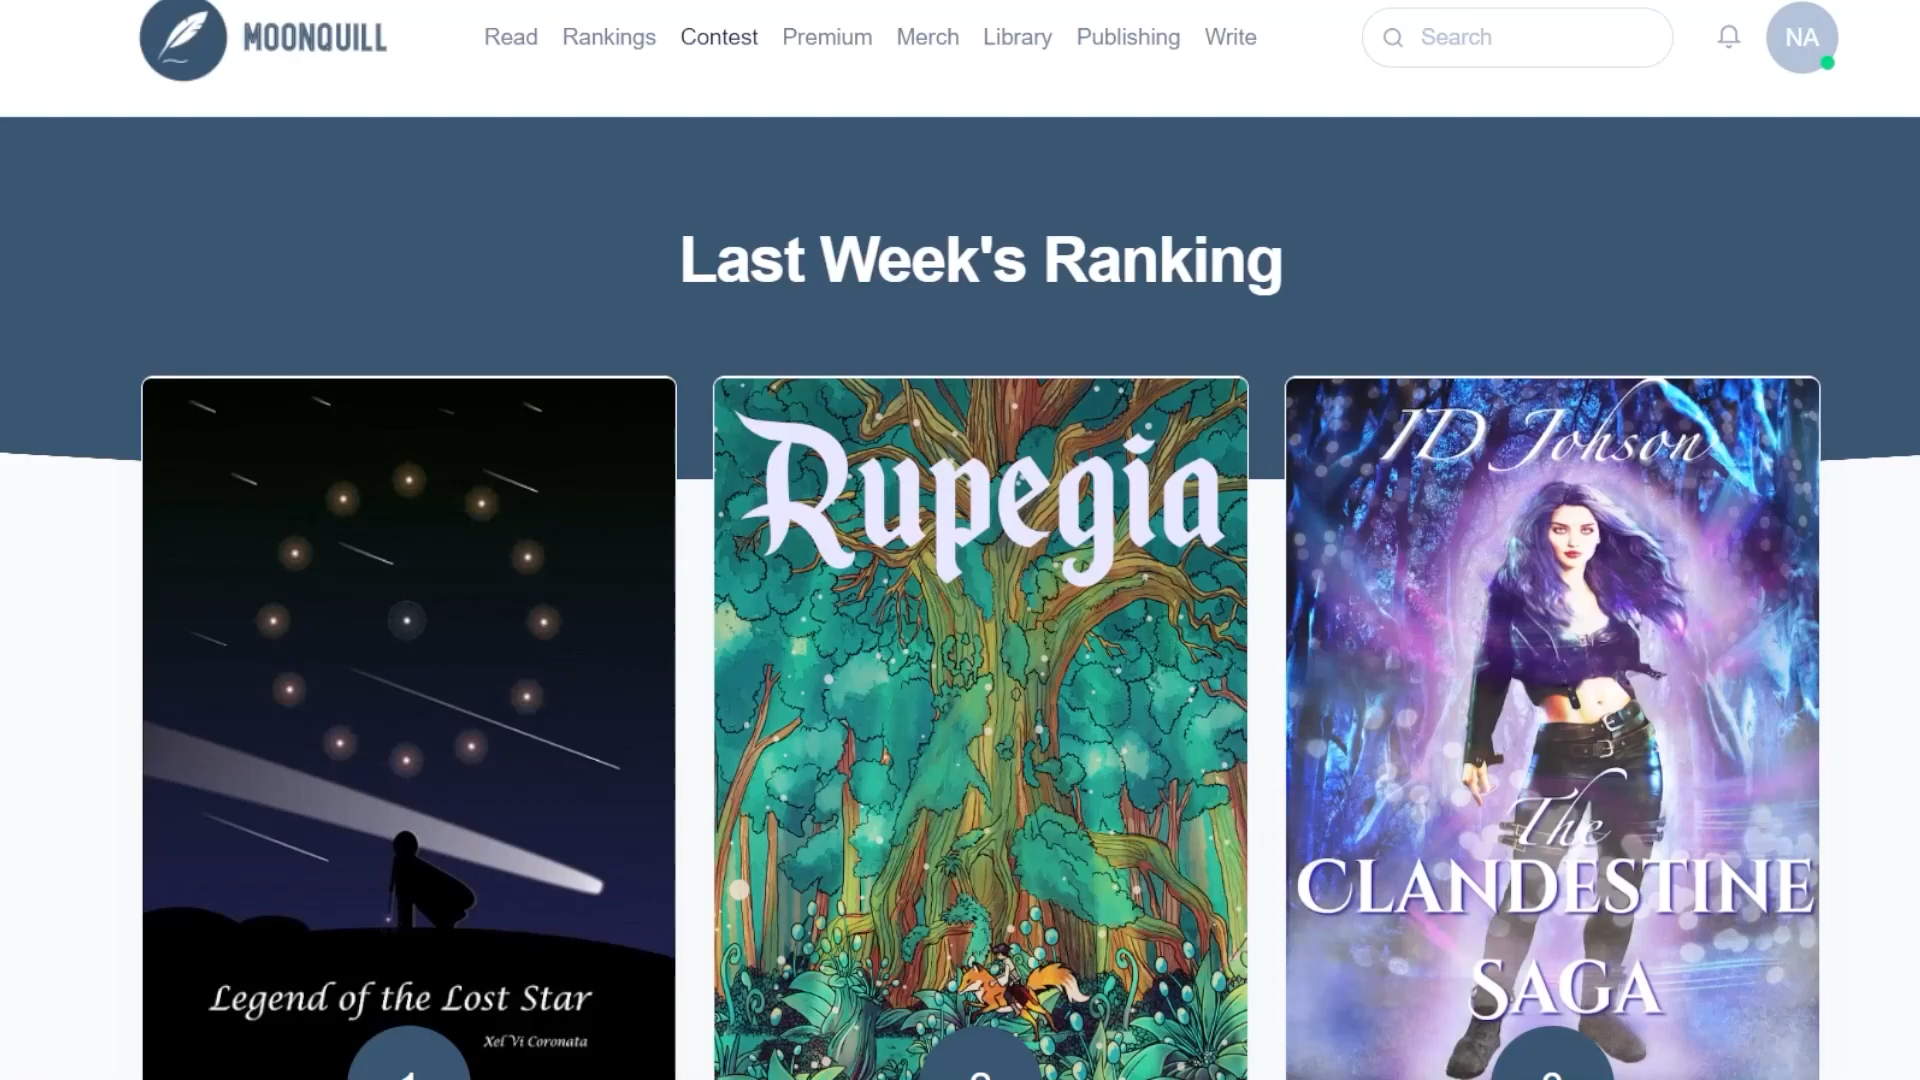 MOONQUILL
Read Rankings Contest Premium Merch Library Publishing Write
Search
NA
Last Week's Ranking
Legend of the Lost Star
Xel Vi Coronata
Rupegia
JD Johson
The
CLANDESTINE
SAGA